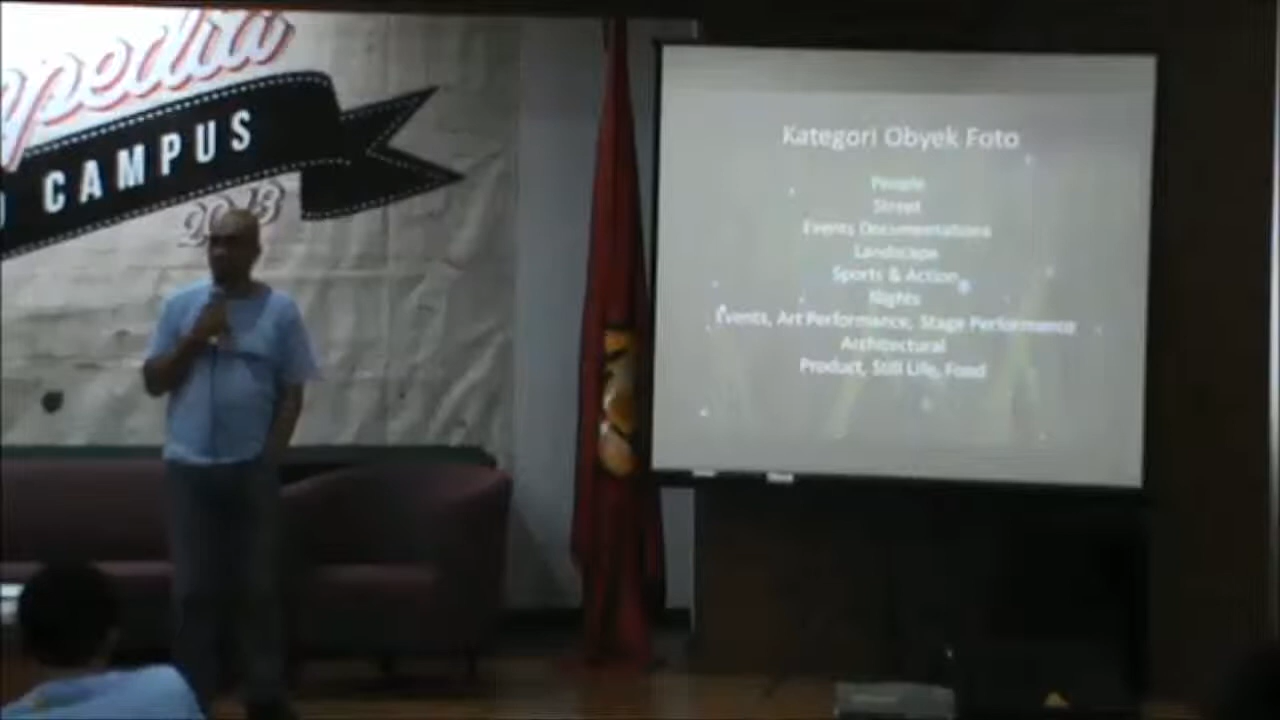 pedia
CAMPUS
2013
Kategori Obyek Foto
People
Street
Events Documentations
Landscape
Sports & Action
Nights
Events, Art Performance, Stage Performance
Architectural
Product, Still Life, Food